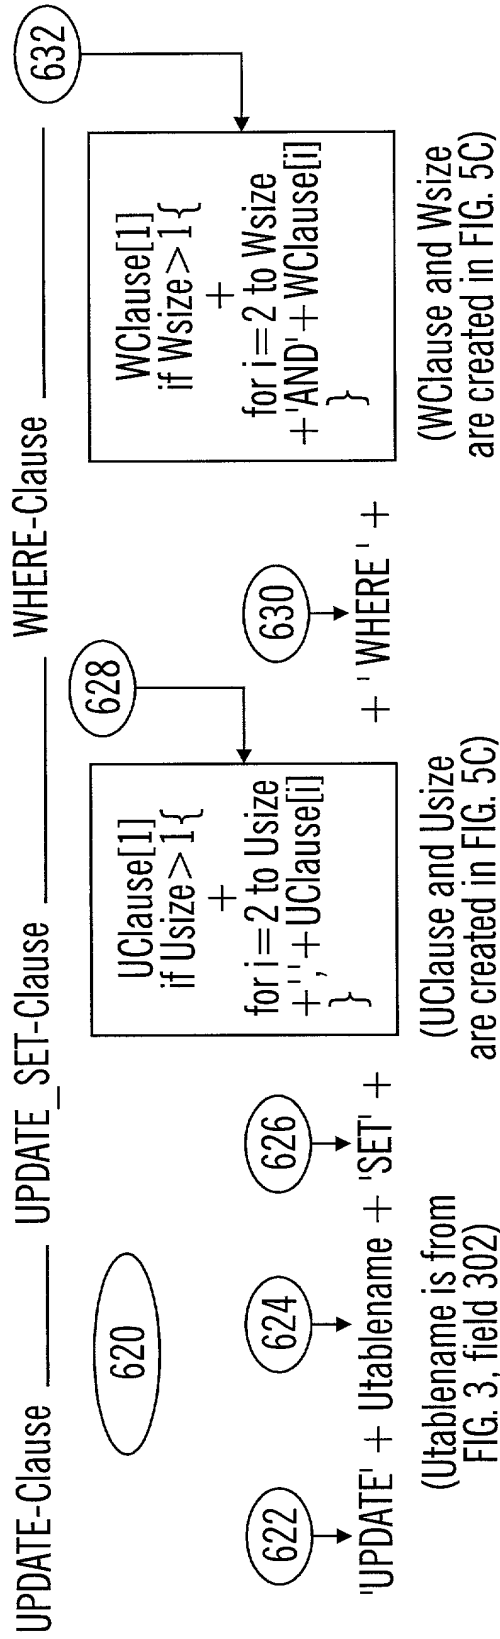 UPDATE-Clause UPDATE_SET-Clause WHERE-Clause
632
620
628
UClause[1]
if Usize>1{
+
for i=2 to Usize
+','+UClause[i]
}
WClause[1]
if Wsize>1{
+
for i=2 to Wsize
+'AND'+WClause[i]
}
622
624
626
630
'UPDATE' + Utablename + 'SET' +
+ ' WHERE ' +
(Utablename is from
FIG. 3, field 302)
(UClause and Usize
are created in FIG. 5C)
(WClause and Wsize
are created in FIG. 5C)